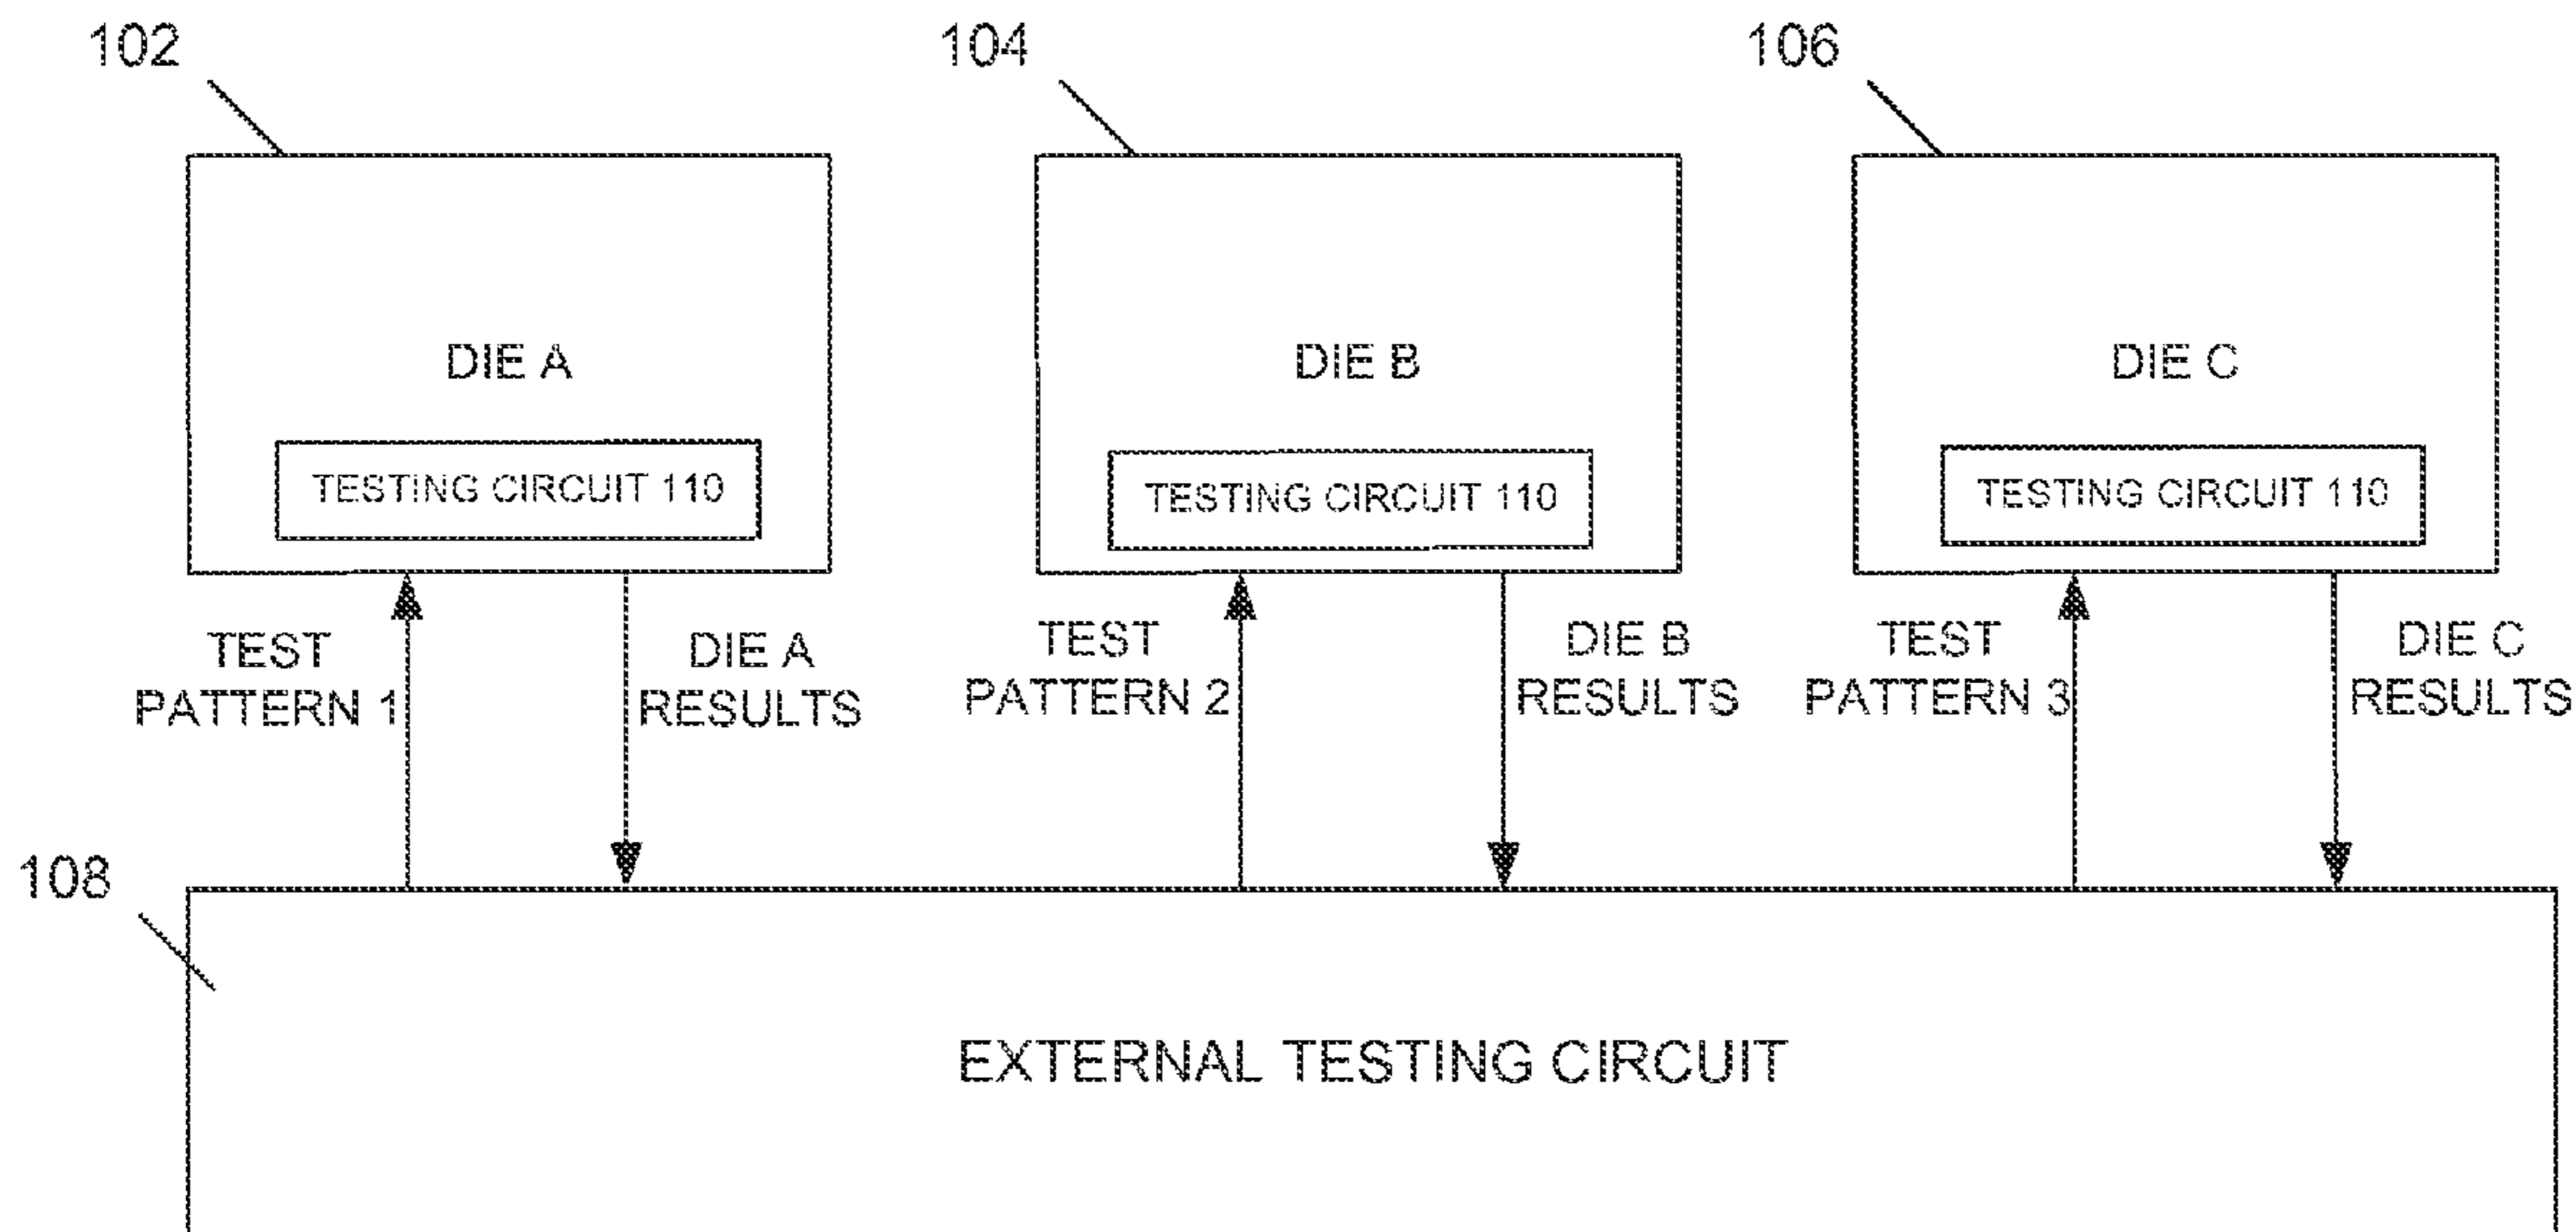 102
104
106
DIE A
DIE B
DIE C
TESTING CIRCUIT 110
TESTING CIRCUIT 110
TESTING CIRCUIT 110
TEST
PATTERN 1
DIE A
RESULTS
TEST
PATTERN 2
DIE B
RESULTS
TEST
PATTERN 3
DIE C
RESULTS
108
EXTERNAL TESTING CIRCUIT